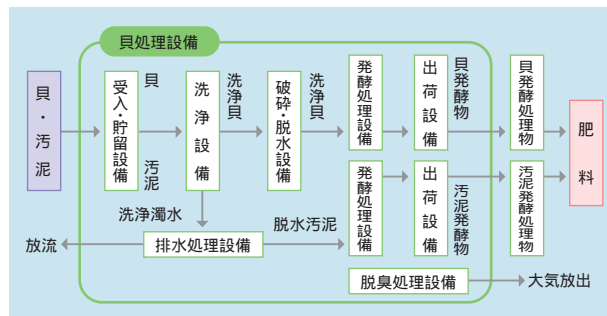 貝処理設備
貝・汚泥
受入・貯留設備
貝
汚泥
洗浄設備
洗浄貝
破砕・脱水設備
洗浄貝
発酵処理設備
出荷設備
貝発酵物
貝発酵処理物
肥料
発酵処理設備
出荷設備
汚泥発酵物
汚泥発酵処理物
洗浄濁水
脱水汚泥
放流
排水処理設備
脱臭処理設備
大気放出